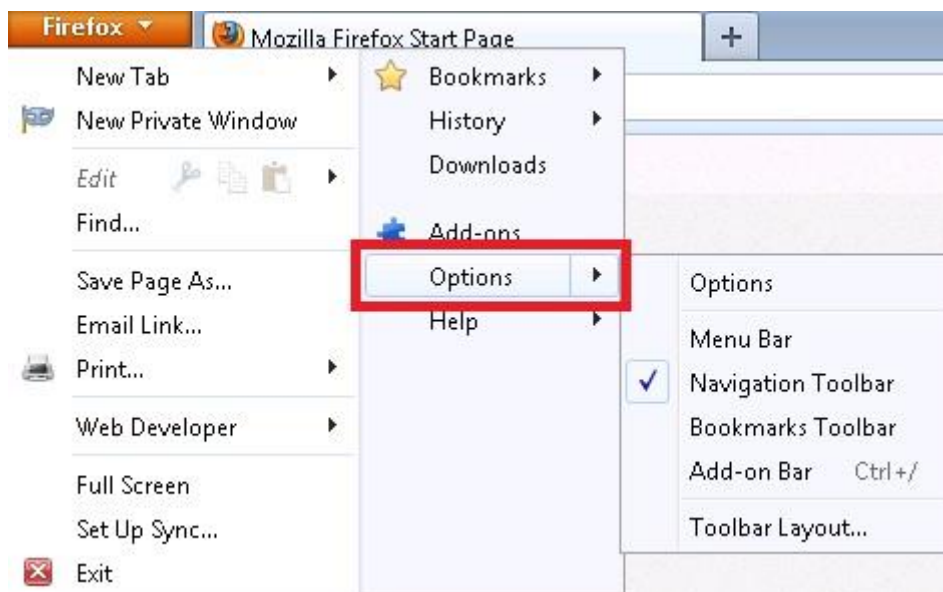 Firefox
Mozilla Firefox Start Page
+
New Tab
New Private Window
Edit
Find...
Save Page As...
Email Link...
Print...
Web Developer
Full Screen
Set Up Sync...
Exit
Bookmarks
History
Downloads
Add-ons
Options
Help
Options
Menu Bar
Navigation Toolbar
Bookmarks Toolbar
Add-on Bar Ctrl+/
Toolbar Layout...